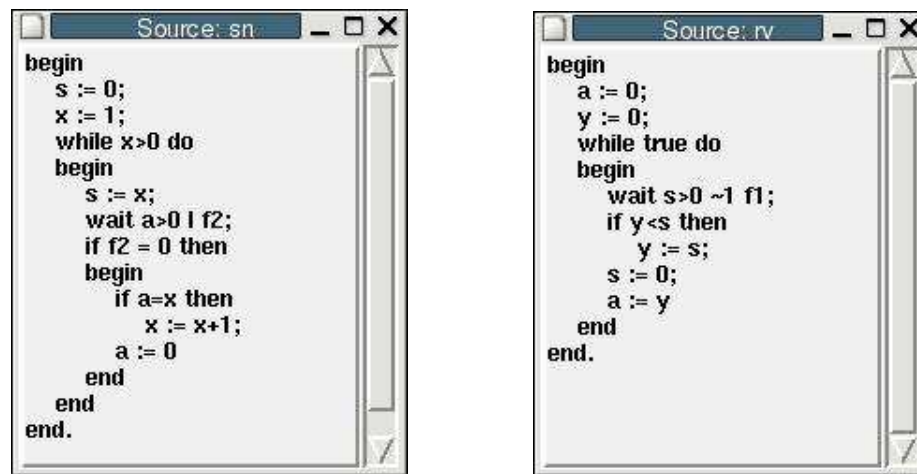 Source: sn
begin
s := 0;
x := 1;
while x>0 do
begin
s := x;
wait a>0 | f2;
if f2 = 0 then
begin
if a=x then
x := x+1;
a := 0
end
end
end.
Source: rv
begin
a := 0;
y := 0;
while true do
begin
wait s>0 ~1 f1;
if y<s then
y := s;
s := 0;
a := y
end
end.